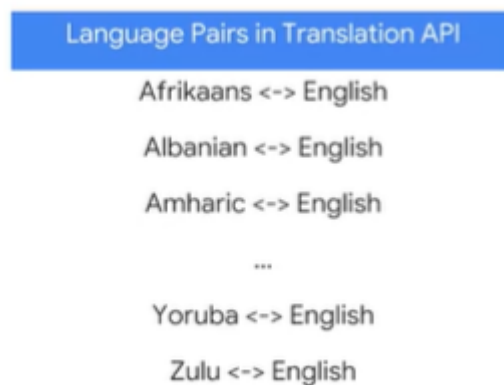 Language Pairs in Translation API
Afrikaans <-> English
Albanian <-> English
Amharic <-> English
...
Yoruba <-> English
Zulu <-> English